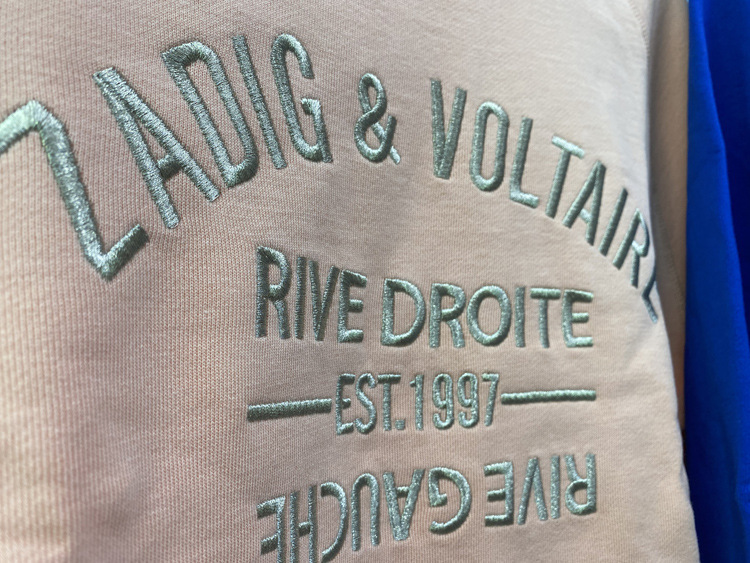 ZADIG & VOLTAIRE
RIVE DROITE
EST.1997
RIVE GAUCHE